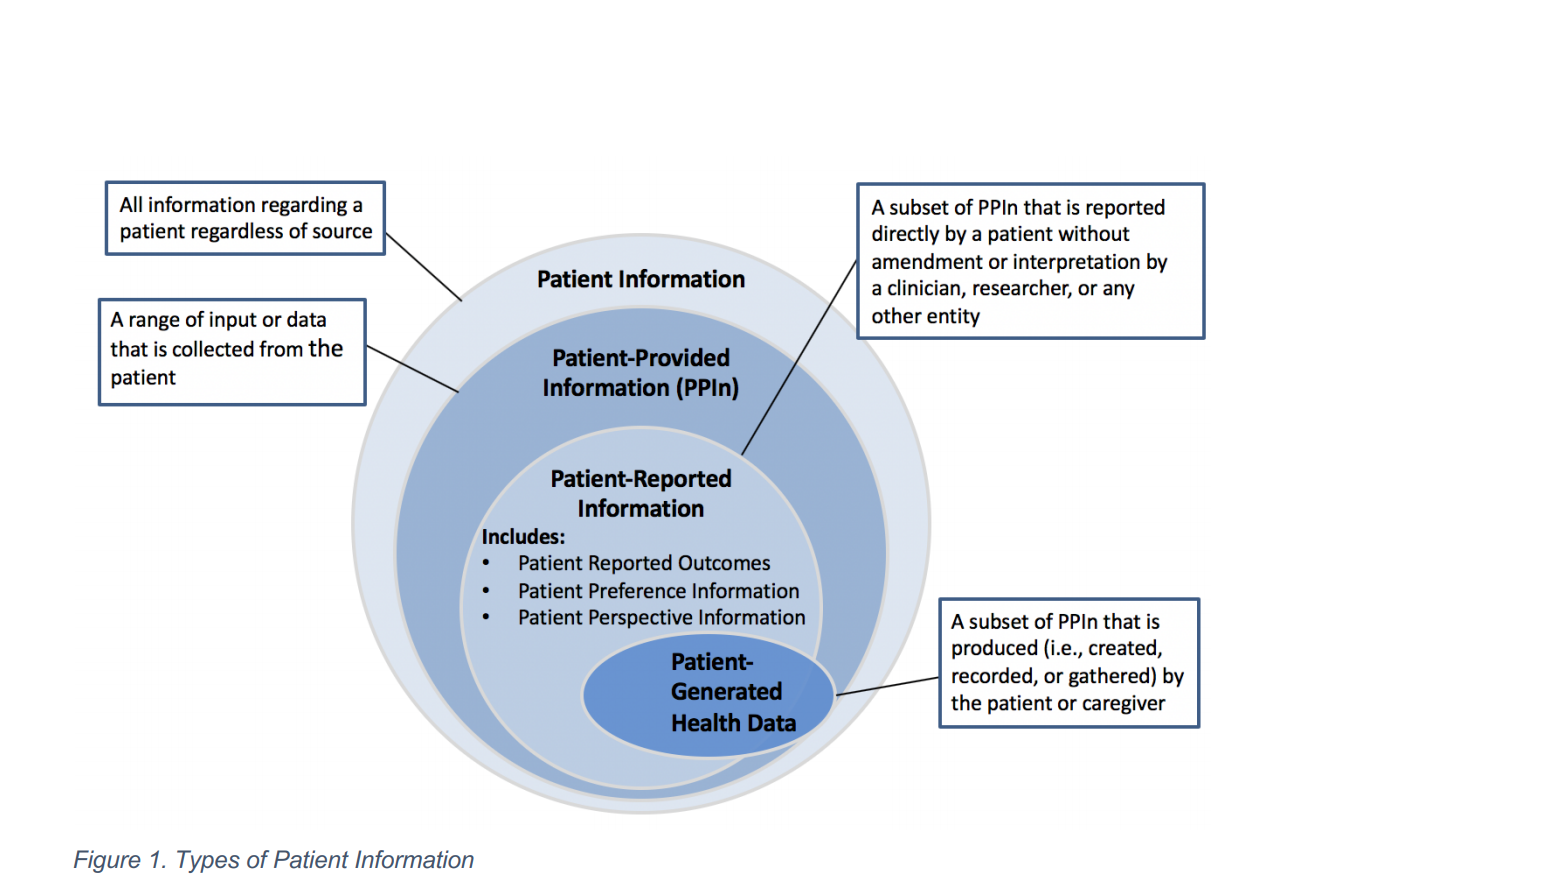 All information regarding a
patient regardless of source
A range of input or data
that is collected from the
patient
A subset of PPIn that is reported
directly by a patient without
amendment or interpretation by
a clinician, researcher, or any
other entity
Patient Information
Patient-Provided
Information (PPIn)
Patient-Reported
Information
Includes:
• Patient Reported Outcomes
• Patient Preference Information
• Patient Perspective Information
Patient-
Generated
Health Data
A subset of PPIn that is
produced (i.e., created,
recorded, or gathered) by
the patient or caregiver
Figure 1. Types of Patient Information